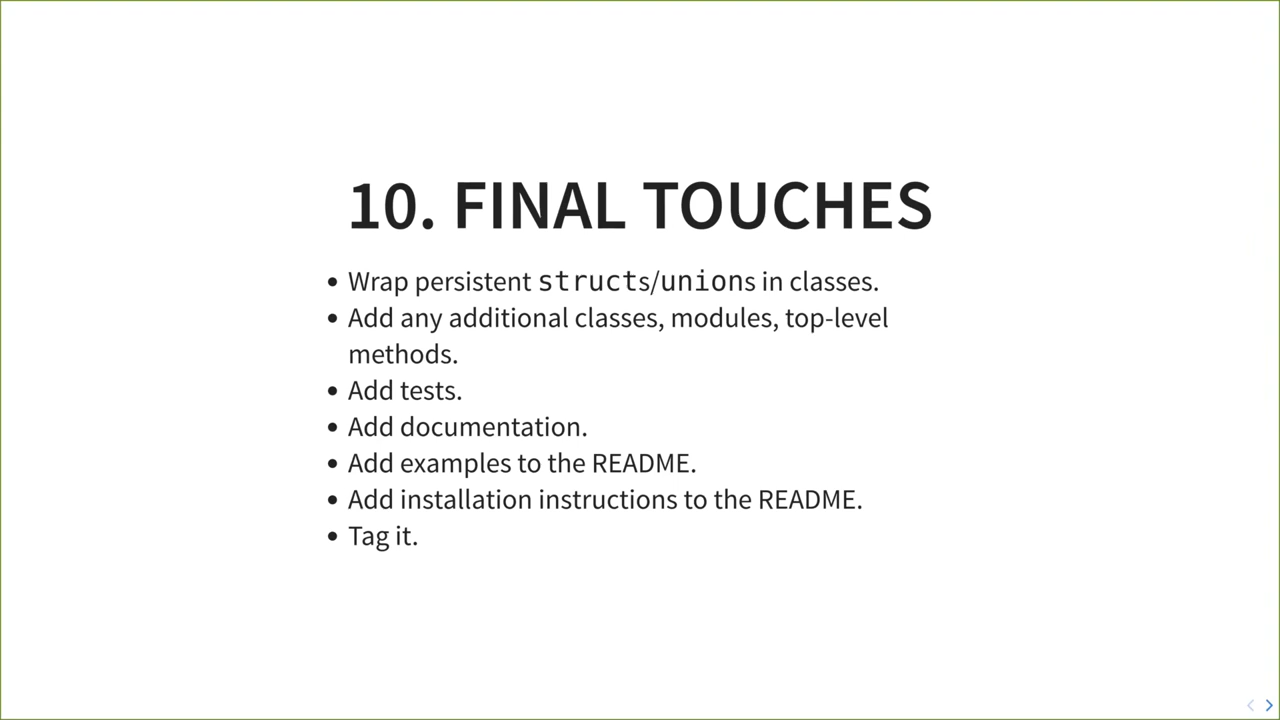 10. FINAL TOUCHES
• Wrap persistent structs/unions in classes.
• Add any additional classes, modules, top-level
methods.
• Add tests.
• Add documentation.
• Add examples to the README.
• Add installation instructions to the README.
• Tag it.